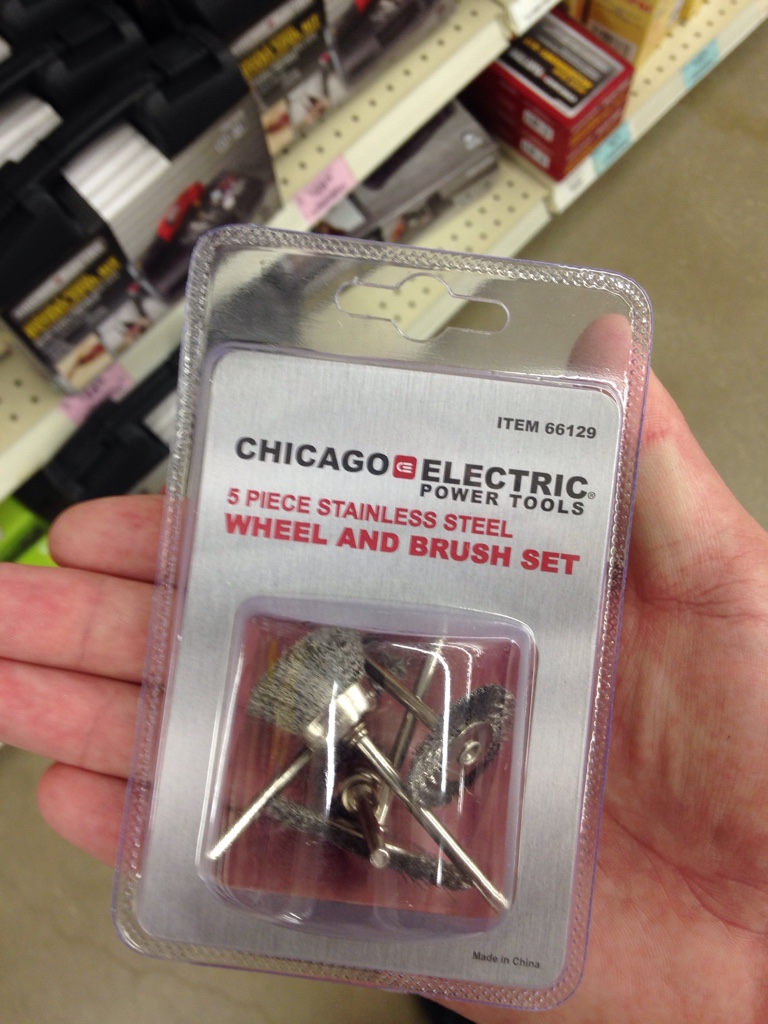 ITEM 66129
CHICAGO ELECTRIC®
POWER TOOLS
5 PIECE STAINLESS STEEL
WHEEL AND BRUSH SET
Made in China